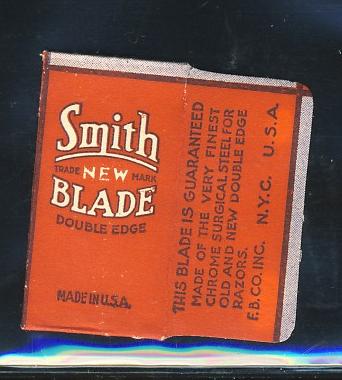 Smith
TRADE NEW MARK
BLADE
DOUBLE EDGE
MADE IN U.S.A.
THIS BLADE IS GUARANTEED
MADE OF THE VERY FINEST
CHROME SURGICAL STEEL FOR
OLD AND NEW DOUBLE EDGE
RAZORS.
F.B. CO. INC. N.Y.C. U.S.A.